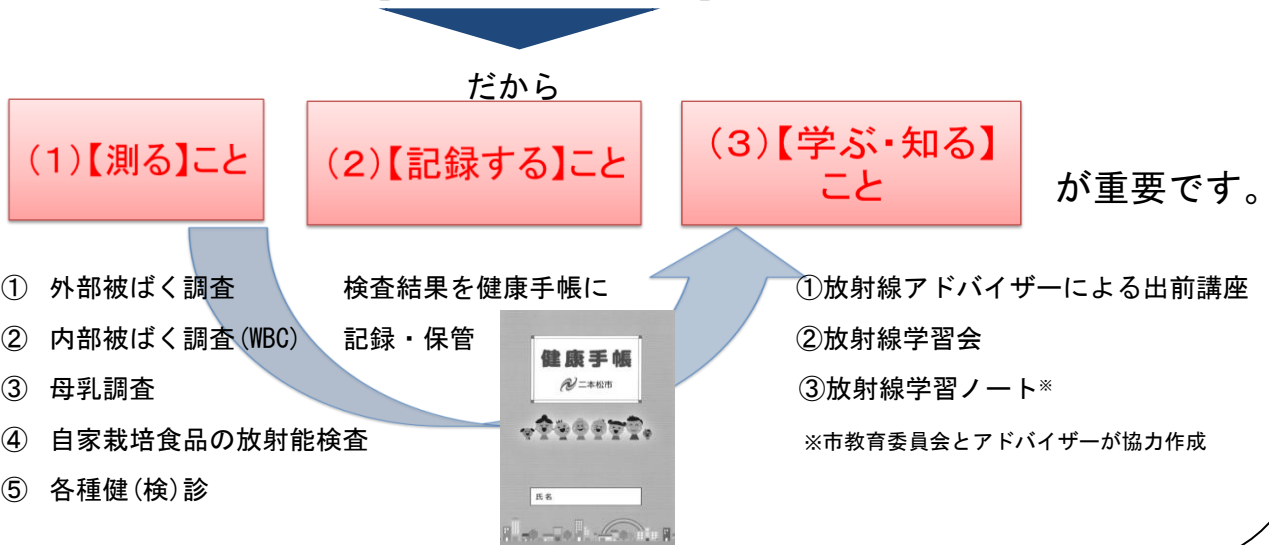 だから
(1)【測る】こと
(2)【記録する】こと
(3)【学ぶ・知る】
こと
が重要です。
① 外部被ばく調査
② 内部被ばく調査(WBC)
③ 母乳調査
④ 自家栽培食品の放射能検査
⑤ 各種健(検)診
検査結果を健康手帳に
記録・保管
健康手帳
二本松市
氏名
①放射線アドバイザーによる出前講座
②放射線学習会
③放射線学習ノート※
※市教育委員会とアドバイザーが協力作成